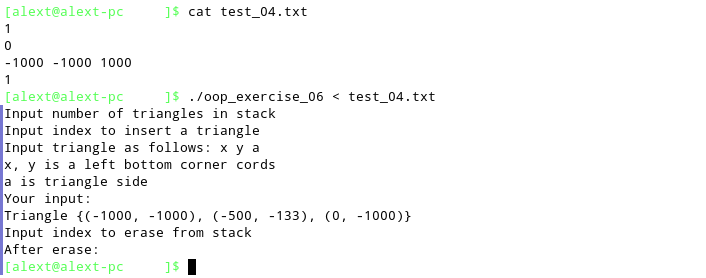 [alext@alext-pc     ]$ cat test_04.txt
1
0
-1000 -1000 1000
1
[alext@alext-pc     ]$ ./oop_exercise_06 < test_04.txt
Input number of triangles in stack
Input index to insert a triangle
Input triangle as follows: x y a
x, y is a left bottom corner cords
a is triangle side
Your input:
Triangle {(-1000, -1000), (-500, -133), (0, -1000)}
Input index to erase from stack
After erase:
[alext@alext-pc     ]$